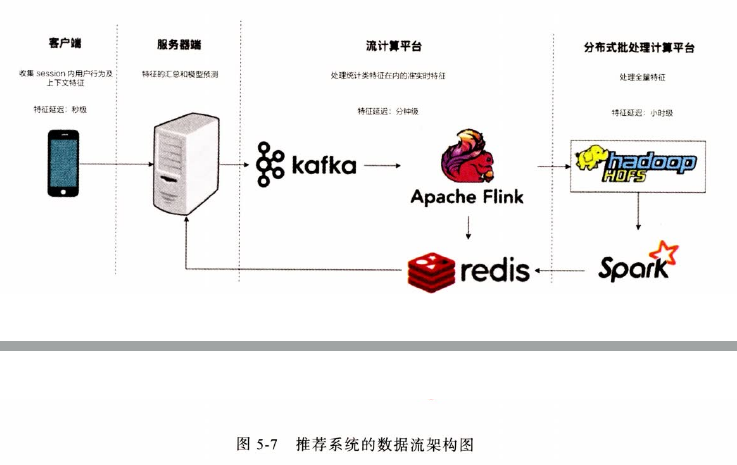 客户端
服务器端
流计算平台
分布式批处理计算平台
收集 session 内用户行为及
上下文特征
特征的汇总和模型预测
处理统计类特征在内的准实时特征
处理全量特征
特征延迟：秒级
特征延迟：分钟级
特征延迟：小时级
kafka
Apache Flink
hadoop
HDFS
redis
Spark
图 5-7 推荐系统的数据流架构图